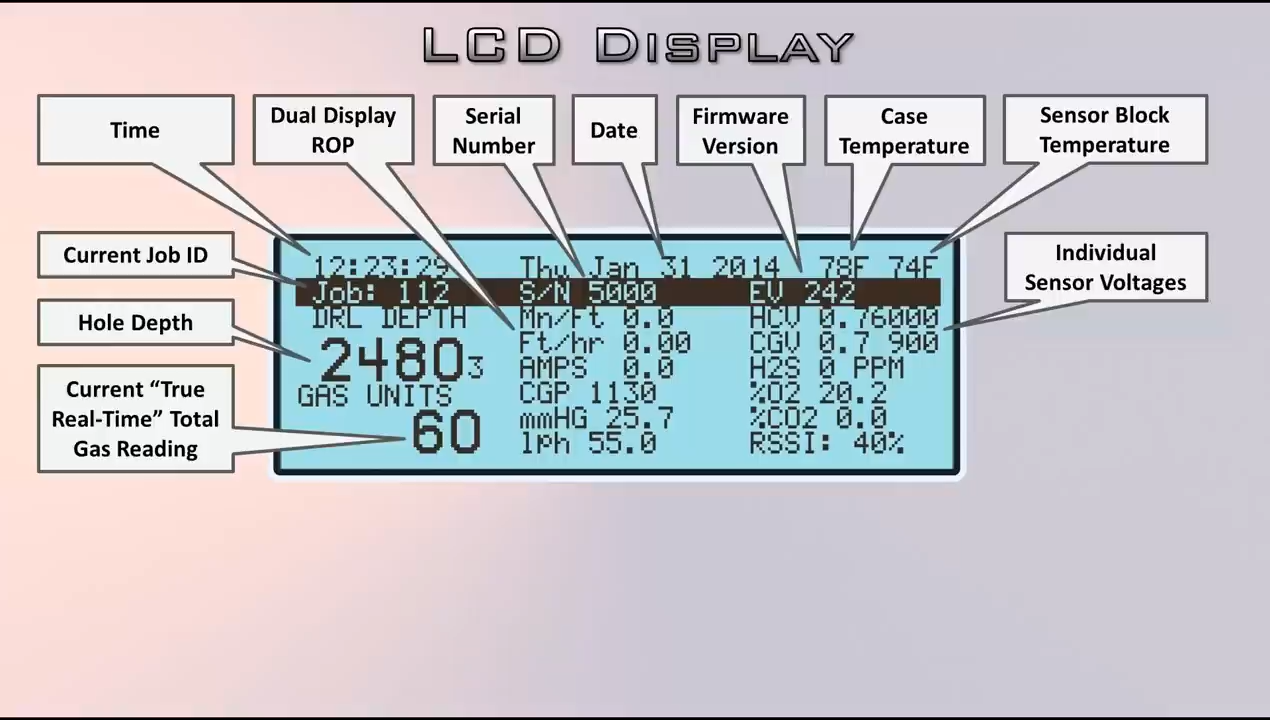 LCD Display
Time
Dual Display
ROP
Serial
Number
Date
Firmware
Version
Case
Temperature
Sensor Block
Temperature
Current Job ID
Hole Depth
Current “True
Real-Time” Total
Gas Reading
Individual
Sensor Voltages
12:23:29 Thu Jan 31 2014 78F 74F
Job: 112 S/N 5000 EV 242
DRL DEPTH Mn/Ft 0.0 HCV 0.76000
24803 Ft/hr 0.00 CGV 0.7 900
AMPS 0.0 H2S 0 PPM
GAS UNITS CGP 1130 %O2 20.2
60 mmHG 25.7 %CO2 0.0
lph 55.0 RSSI: 40%